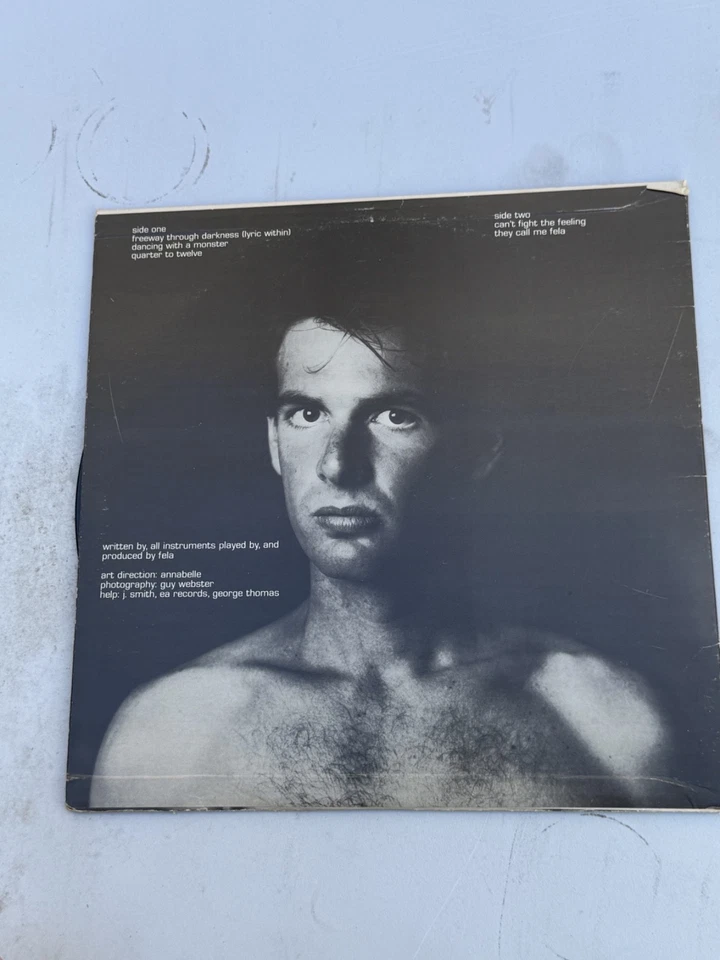 side one
freeway through darkness (lyric within)
dancing with a monster
quarter to twelve
side two
can't fight the feeling
they call me fela
written by, all instruments played by, and
produced by fela
art direction: annabelle
photography: guy webster
help: j. smith, ea records, george thomas